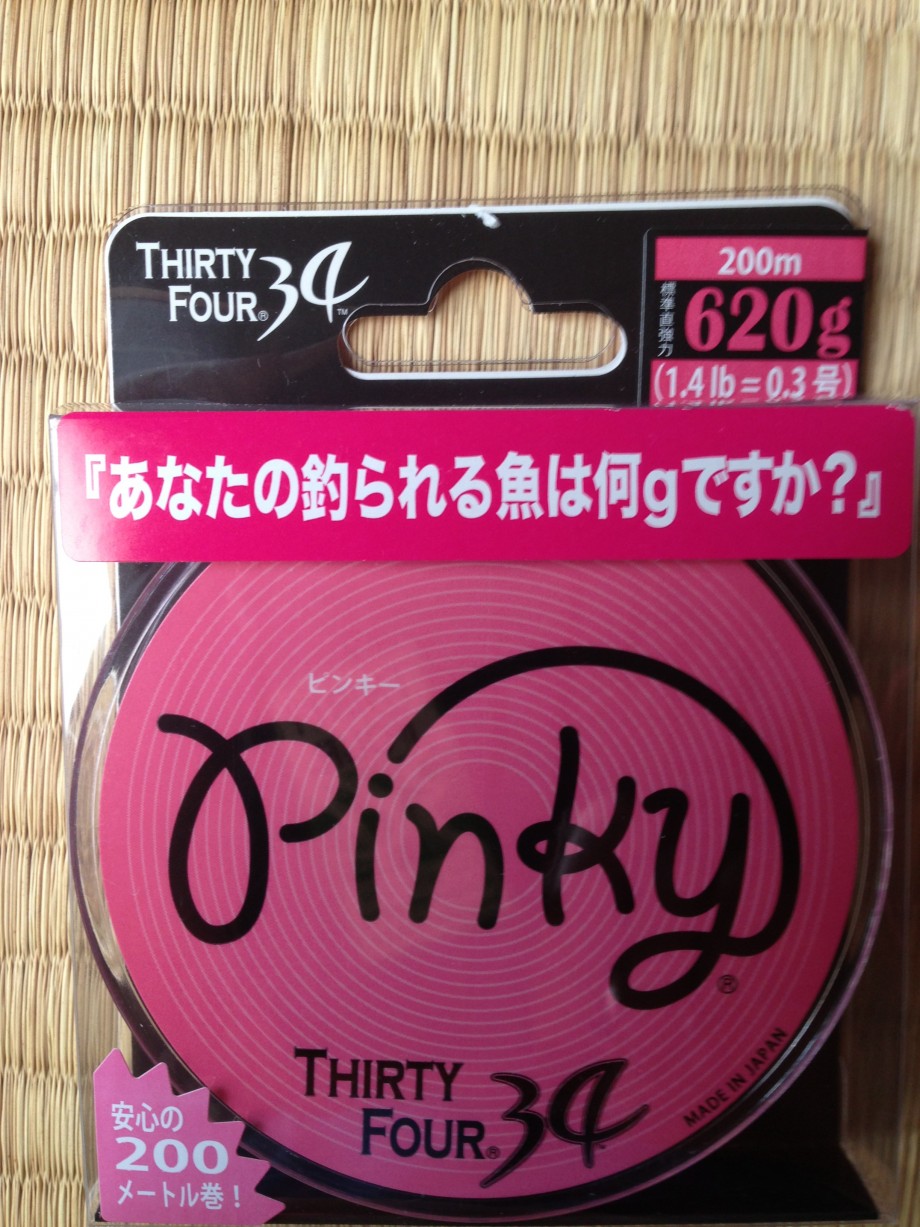 THIRTY
FOUR® 34™
200m
標準直強力
620g
(1.4 lb = 0.3 号)
『あなたの釣られる魚は何gですか?』
ピンキー
Pinky®
THIRTY
FOUR® 34
MADE IN JAPAN
安心の
200
メートル巻!